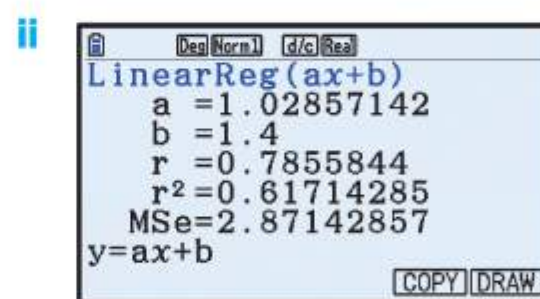 ii
Deg Norm1 d/c Real
LinearReg(ax+b)
a =1.02857142
b =1.4
r =0.7855844
r²=0.61714285
MSe=2.87142857
y=ax+b
COPY DRAW